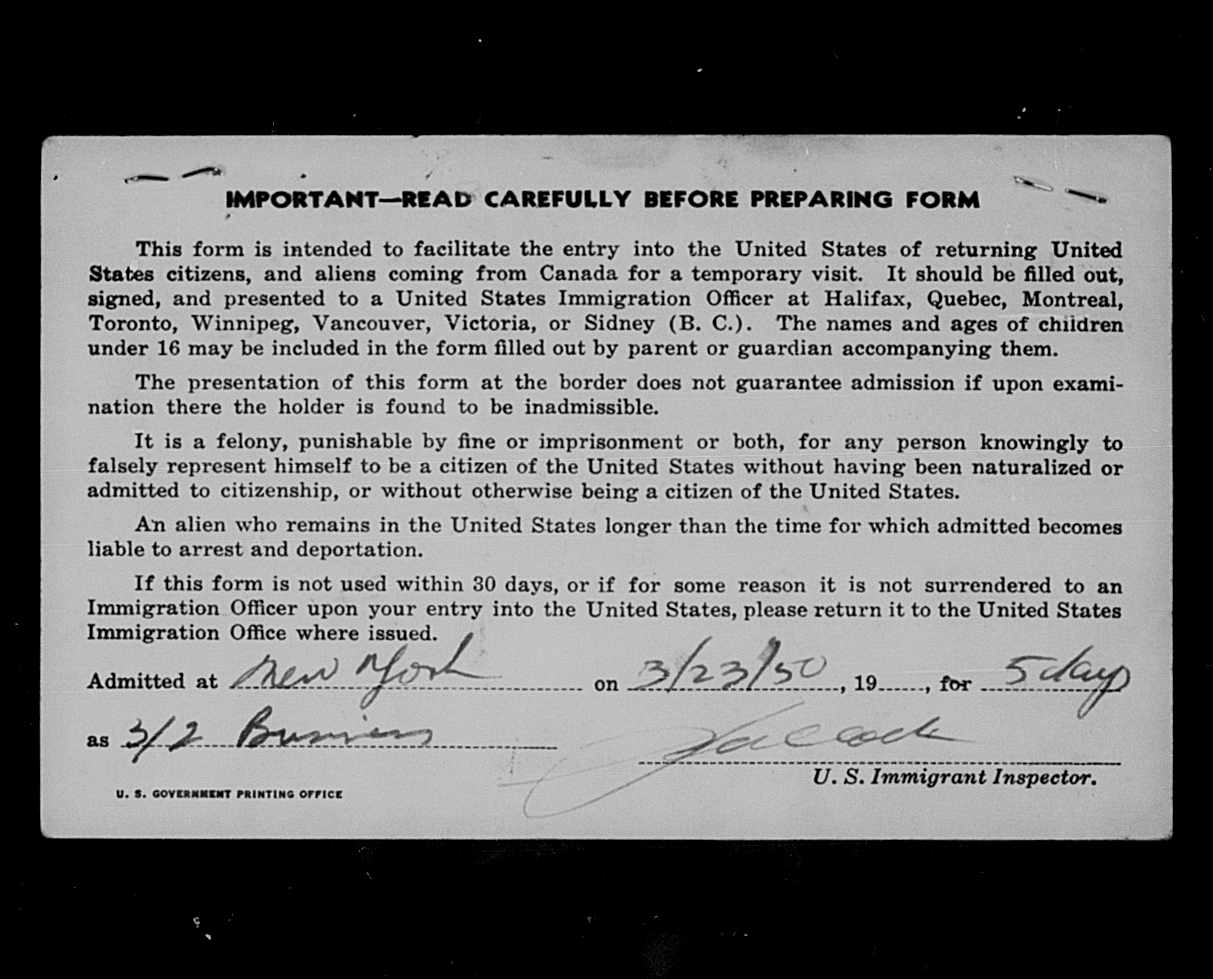 IMPORTANT—READ CAREFULLY BEFORE PREPARING FORM
This form is intended to facilitate the entry into the United States of returning United
States citizens, and aliens coming from Canada for a temporary visit. It should be filled out,
signed, and presented to a United States Immigration Officer at Halifax, Quebec, Montreal,
Toronto, Winnipeg, Vancouver, Victoria, or Sidney (B. C.). The names and ages of children
under 16 may be included in the form filled out by parent or guardian accompanying them.
The presentation of this form at the border does not guarantee admission if upon exami-
nation there the holder is found to be inadmissible.
It is a felony, punishable by fine or imprisonment or both, for any person knowingly to
falsely represent himself to be a citizen of the United States without having been naturalized or
admitted to citizenship, or without otherwise being a citizen of the United States.
An alien who remains in the United States longer than the time for which admitted becomes
liable to arrest and deportation.
If this form is not used within 30 days, or if for some reason it is not surrendered to an
Immigration Officer upon your entry into the United States, please return it to the United States
Immigration Office where issued.
Admitted at New York on 3/23/50, 19....., for 5 days
as 3/2 Business
U. S. Immigrant Inspector.
U. S. GOVERNMENT PRINTING OFFICE